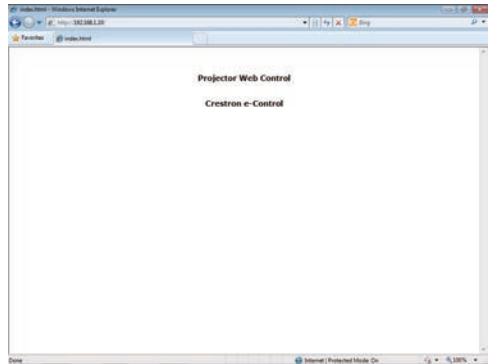 index.html - Windows Internet Explorer
http://192.168.1.20/
Bing
Favorites
index.html
Projector Web Control
Crestron e-Control
Done
Internet | Protected Mode: On
100%